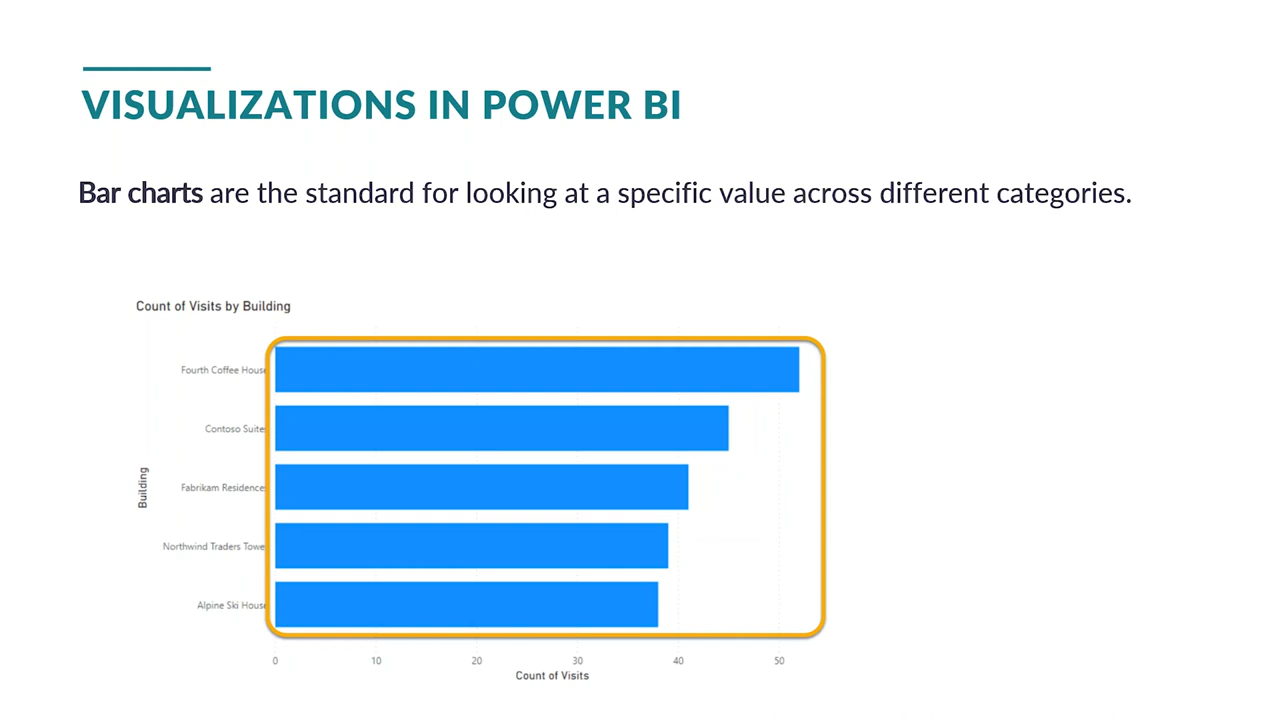 VISUALIZATIONS IN POWER BI
Bar charts are the standard for looking at a specific value across different categories.
Count of Visits by Building
Fourth Coffee House
Contoso Suites
Fabrikam Residences
Northwind Traders Tower
Alpine Ski House
Building
0 10 20 30 40 50
Count of Visits